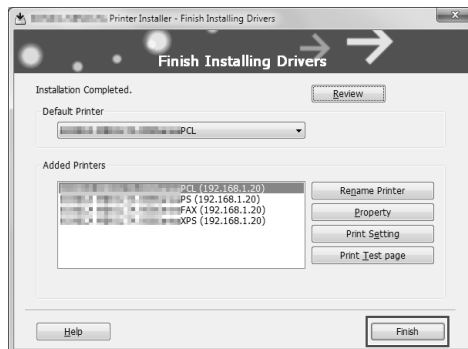 Printer Installer - Finish Installing Drivers
Finish Installing Drivers
Installation Completed.
Review
Default Printer
PCL
Added Printers
PCL (192.168.1.20)
PS (192.168.1.20)
FAX (192.168.1.20)
XPS (192.168.1.20)
Rename Printer
Property
Print Setting
Print Test page
Help
Finish